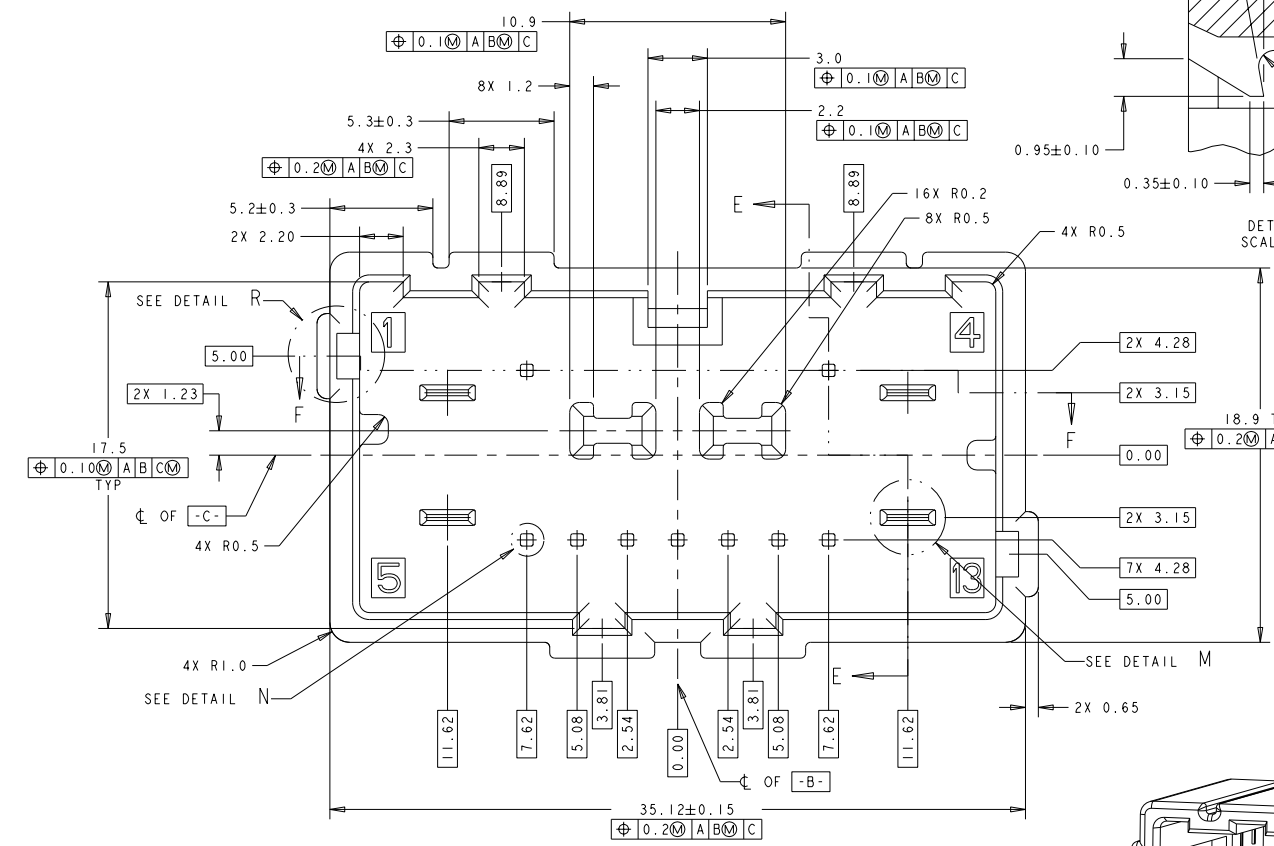 10.9
⌖ 0.1Ⓜ A BⓂ C
3.0
⌖ 0.1Ⓜ A BⓂ C
8X 1.2
2.2
⌖ 0.1Ⓜ A BⓂ C
5.3±0.3
4X 2.3
⌖ 0.2Ⓜ A BⓂ C
0.95±0.10
0.35±0.10
8.89
8.89
5.2±0.3
2X 2.20
E
16X R0.2
8X R0.5
4X R0.5
SEE DETAIL R
1
4
5.00
2X 4.28
2X 1.23
F
2X 3.15
F
17.5
⌖ 0.10Ⓜ A B CⓂ
TYP
18.9
⌖ 0.2Ⓜ
0.00
℄ OF -C-
2X 3.15
4X R0.5
7X 4.28
5
13
5.00
4X R1.0
SEE DETAIL M
SEE DETAIL N
E
2X 0.65
11.62
7.62
5.08
3.81
2.54
0.00
2.54
3.81
5.08
7.62
11.62
℄ OF -B-
35.12±0.15
⌖ 0.2Ⓜ A BⓂ C